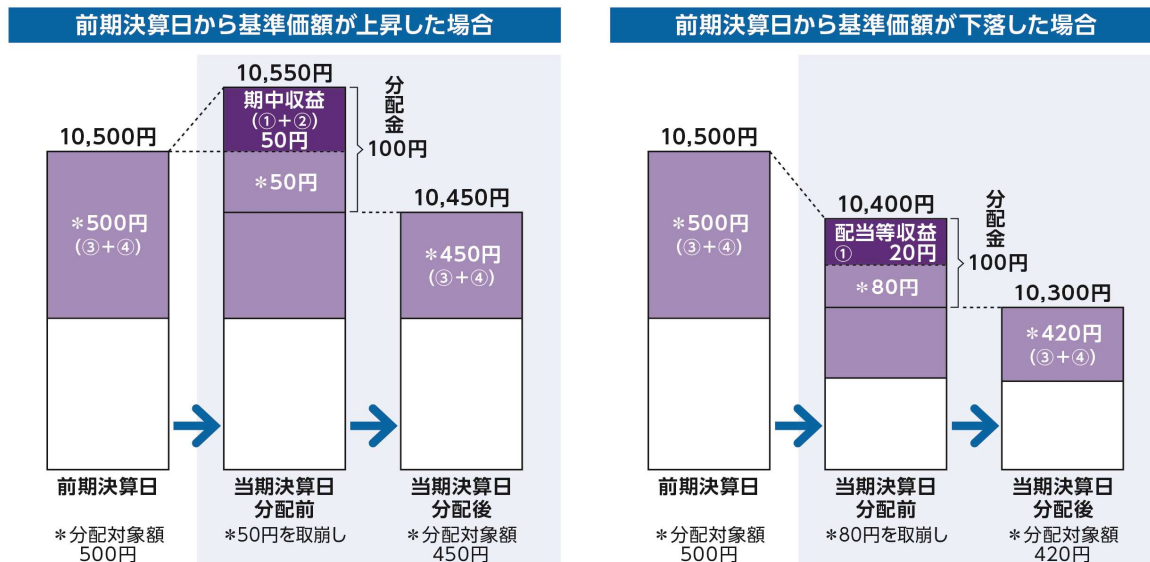 前期決算日から基準価額が上昇した場合
10,550円
期中収益
(①+②)
50円
分配金
100円
10,500円
*500円
(③+④)
*50円
10,450円
*450円
(③+④)
前期決算日
当期決算日
分配前
当期決算日
分配後
*分配対象額
500円
*50円を取崩し
*分配対象額
450円
前期決算日から基準価額が下落した場合
10,500円
*500円
(③+④)
10,400円
配当等収益
① 20円
分配金
100円
*80円
10,300円
*420円
(③+④)
前期決算日
当期決算日
分配前
当期決算日
分配後
*分配対象額
500円
*80円を取崩し
*分配対象額
420円